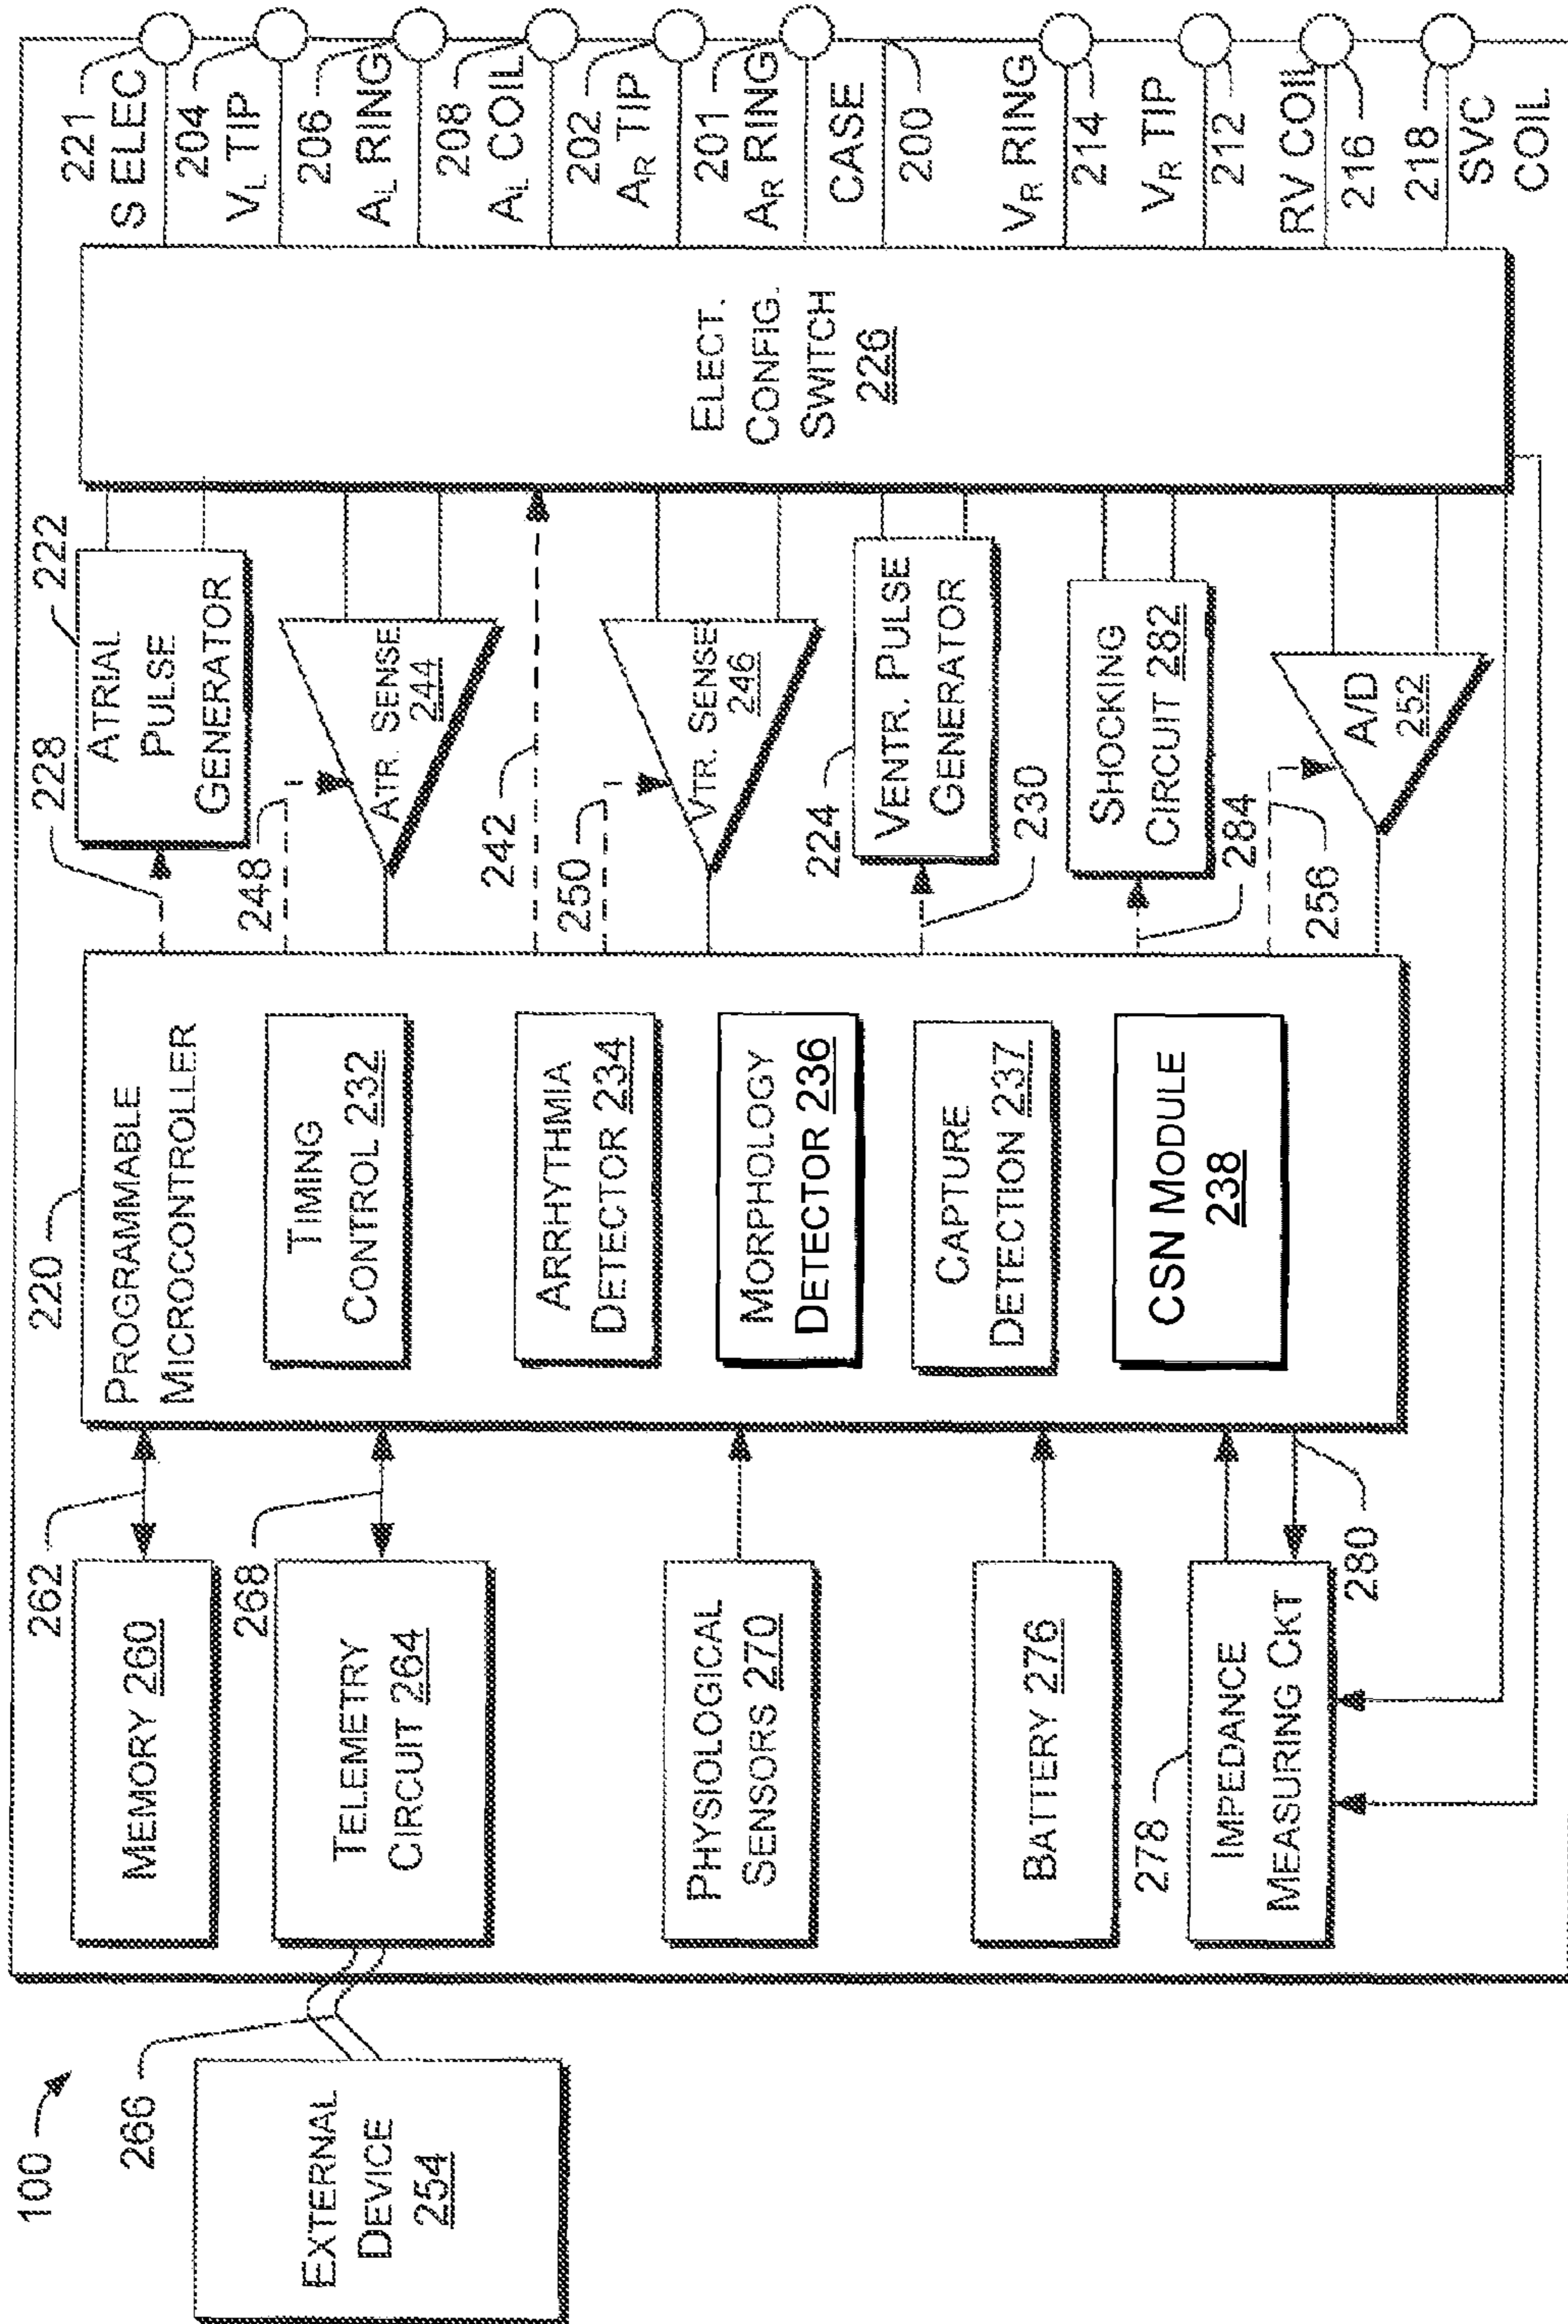 100
266
EXTERNAL
DEVICE
254
262
MEMORY 260
268
TELEMETRY
CIRCUIT 264
PHYSIOLOGICAL
SENSORS 270
BATTERY 276
278
IMPEDANCE
MEASURING CKT
280
220
PROGRAMMABLE
MICROCONTROLLER
TIMING
CONTROL 232
ARRHYTHMIA
DETECTOR 234
MORPHOLOGY
DETECTOR 236
CAPTURE
DETECTION 237
CSN MODULE
238
228
222
ATRIAL
PULSE
GENERATOR
248
ATR. SENSE
244
242
250
VTR. SENSE
246
224
VENTR. PULSE
GENERATOR
230
SHOCKING
CIRCUIT 282
284
256
A/D
252
ELECT.
CONFIG.
SWITCH
226
221
S ELEC
204
VL TIP
206
AL RING
208
AL COIL
202
AR TIP
201
AR RING
CASE
200
VR RING
214
VR TIP
212
RV COIL
216
218
SVC
COIL